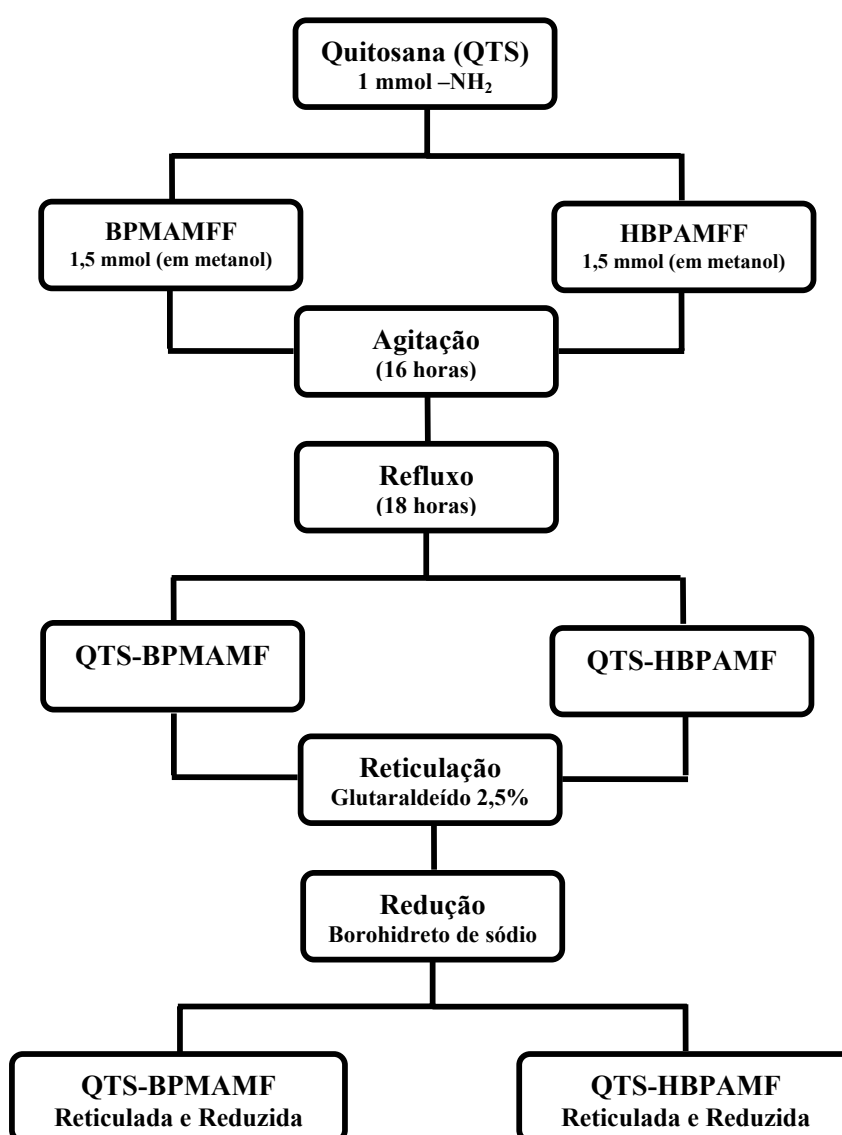 Quitosana (QTS)
1 mmol –NH₂
BPMAMFF
1,5 mmol (em metanol)
HBPAMFF
1,5 mmol (em metanol)
Agitação
(16 horas)
Refluxo
(18 horas)
QTS-BPMAMF
QTS-HBPAMF
Reticulação
Glutaraldeído 2,5%
Redução
Borohidreto de sódio
QTS-BPMAMF
Reticulada e Reduzida
QTS-HBPAMF
Reticulada e Reduzida